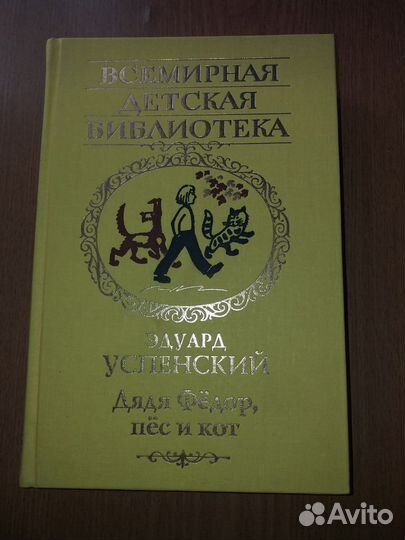 ВСЕМИРНАЯ
ДЕТСКАЯ
БИБЛИОТЕКА
ЭДУАРД
УСПЕНСКИЙ
Дядя Фёдор,
пёс и кот
Avito